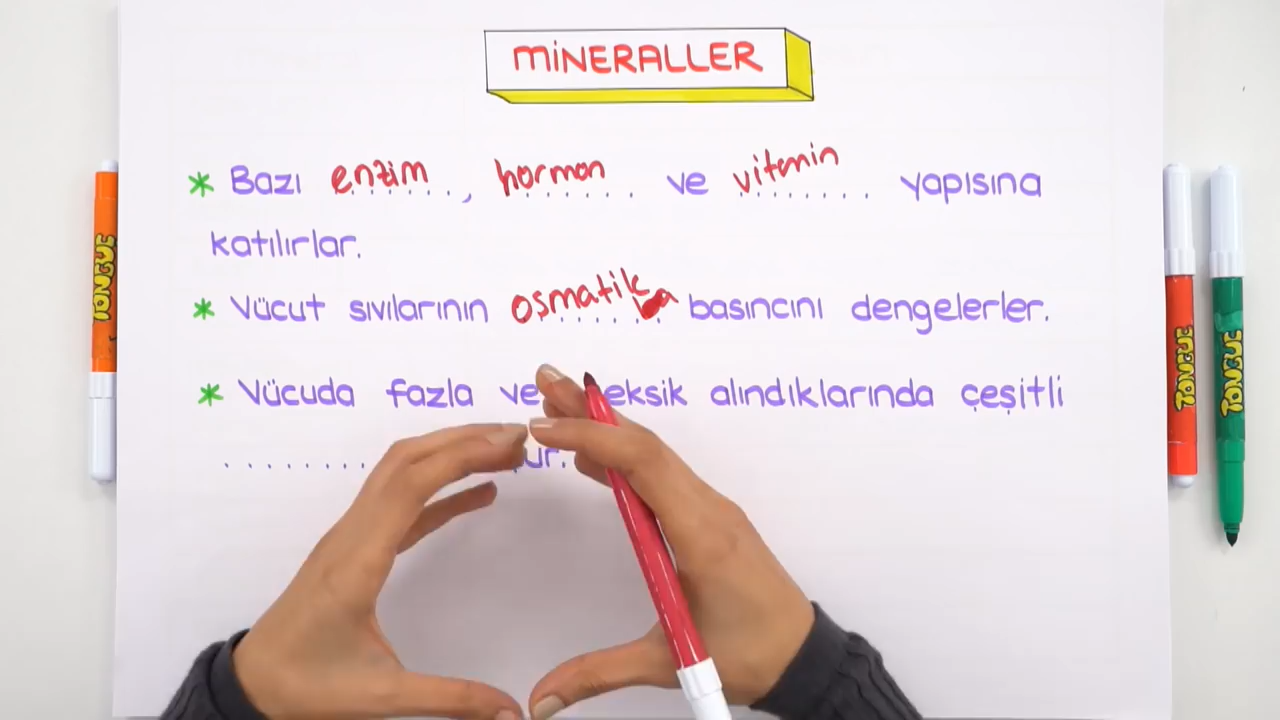 MİNERALLER
* Bazı enzim, hormon ve vitamin yapısına
katılırlar.
* Vücut sıvılarının osmatik basıncını dengelerler.
* Vücuda fazla eksik alındıklarında çeşitli
TONGUE
TONGUE
TONGUE